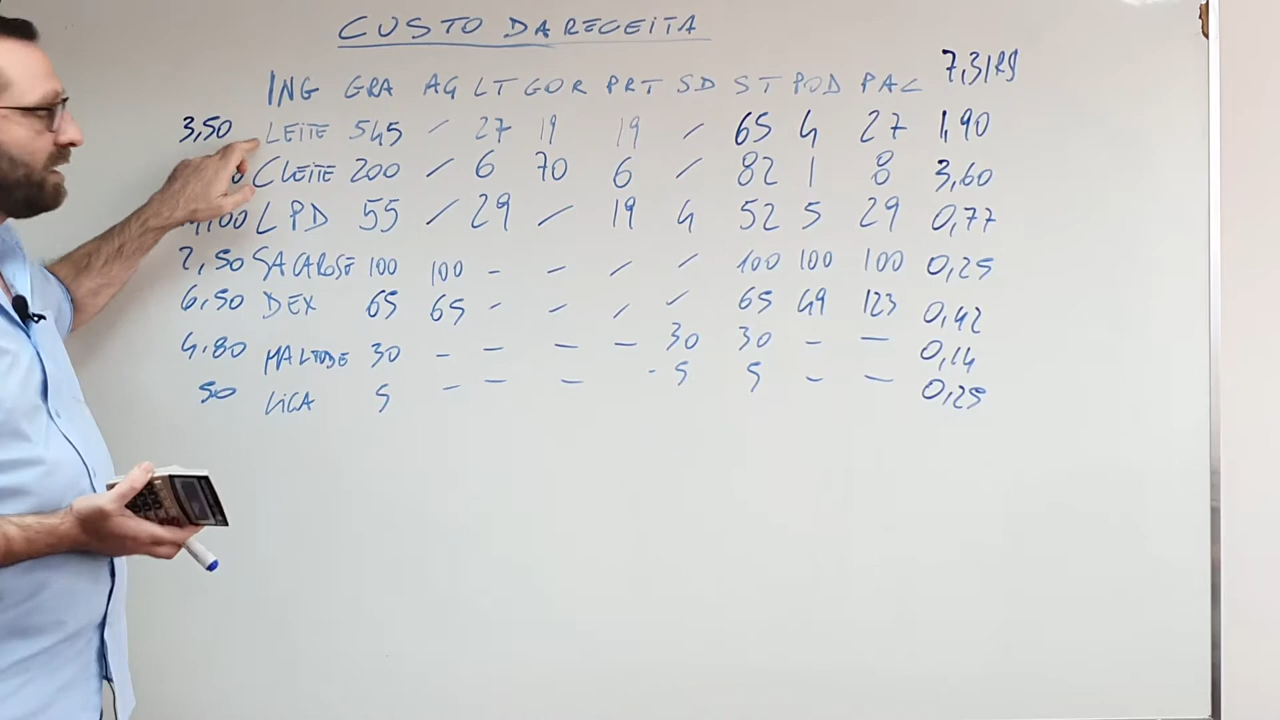 CUSTO DA RECEITA
7,31R$
ING GRA AG LT GOR PRT SD ST POD PAC
3,50 LEITE 545 / 27 19 19 / 65 4 27 1,90
C LEITE 200 / 6 70 6 / 82 1 8 3,60
LPD 55 / 29 / 19 4 52 5 29 0,77
2,50 SACAROSE 100 100 - - / / 100 100 100 0,25
6,50 DEX 65 65 - - / / 65 49 123 0,42
4,80 MALTODE 30 - - - - 30 30 - - 0,14
50 LIGA 5 - - - - 5 5 - - 0,25